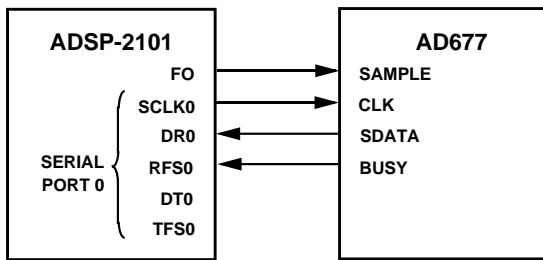 ADSP-2101
FO
SCLK0
DR0
RFS0
DT0
TFS0
SERIAL
PORT 0
AD677
SAMPLE
CLK
SDATA
BUSY